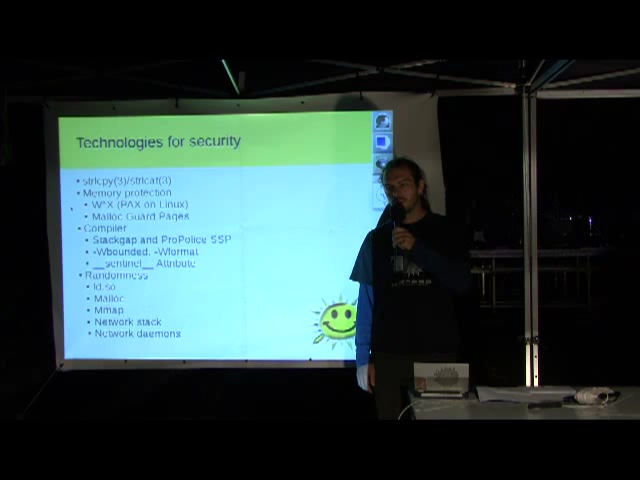 Technologies for security
• strlcpy(3)/strlcat(3)
• Memory protection
• W^X (PAX on Linux)
• Malloc Guard Pages
• Compiler
• Stackgap and ProPolice SSP
• -Wbounded, -Wformat
• __sentinel__ Attribute
• Randomness
• ld.so
• Malloc
• Mmap
• Network stack
• Network daemons